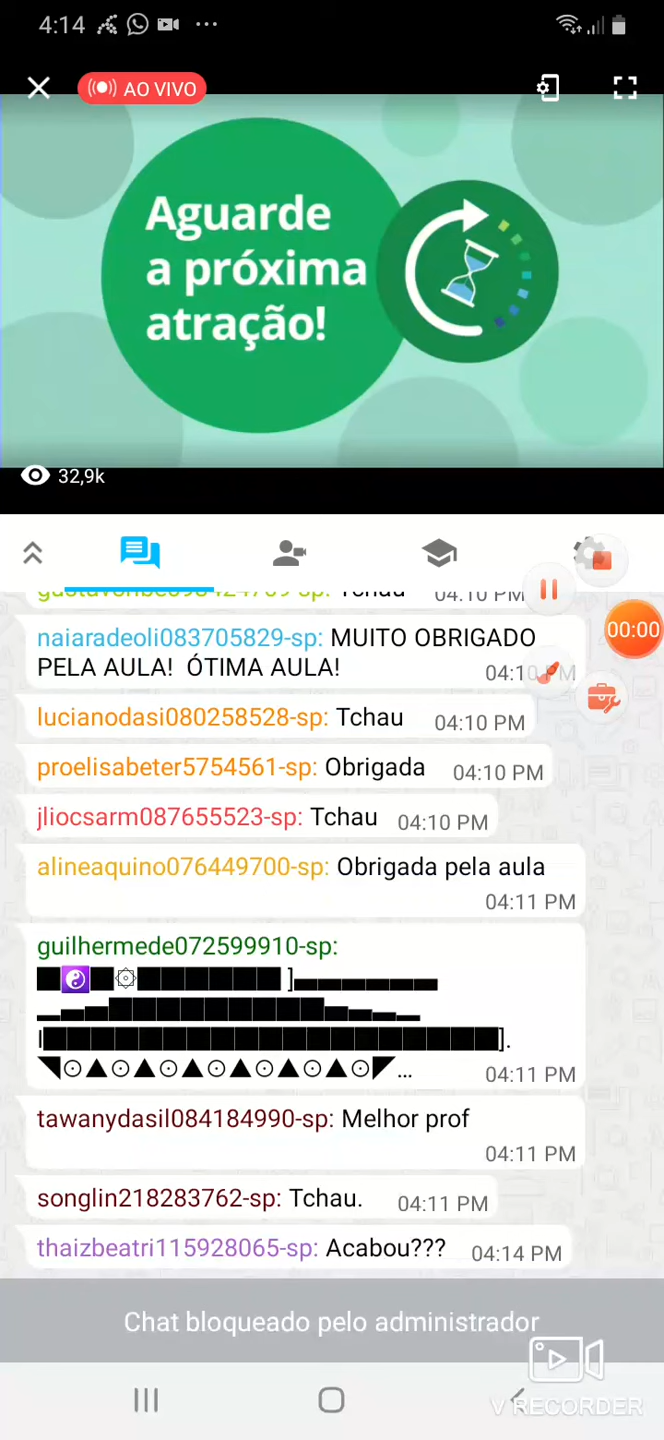 4:14
AO VIVO
Aguarde
a próxima
atração!
32,9k
04:10 PM
00:00
naiaradeoli083705829-sp: MUITO OBRIGADO
PELA AULA!  ÓTIMA AULA! 04:10 PM
lucianodasi080258528-sp: Tchau 04:10 PM
proelisabeter5754561-sp: Obrigada 04:10 PM
jliocsarm087655523-sp: Tchau 04:10 PM
alineaquino076449700-sp: Obrigada pela aula
04:11 PM
guilhermede072599910-sp:
█☯█۞██████ ]▄▄▄▄▄▄
▂▄▅█████████▅▄▃▂
I███████████████████].
◥⊙▲⊙▲⊙▲⊙▲⊙▲⊙▲⊙◤... 04:11 PM
tawanydasil084184990-sp: Melhor prof
04:11 PM
songlin218283762-sp: Tchau. 04:11 PM
thaizbeatri115928065-sp: Acabou??? 04:14 PM
Chat bloqueado pelo administrador
V RECORDER